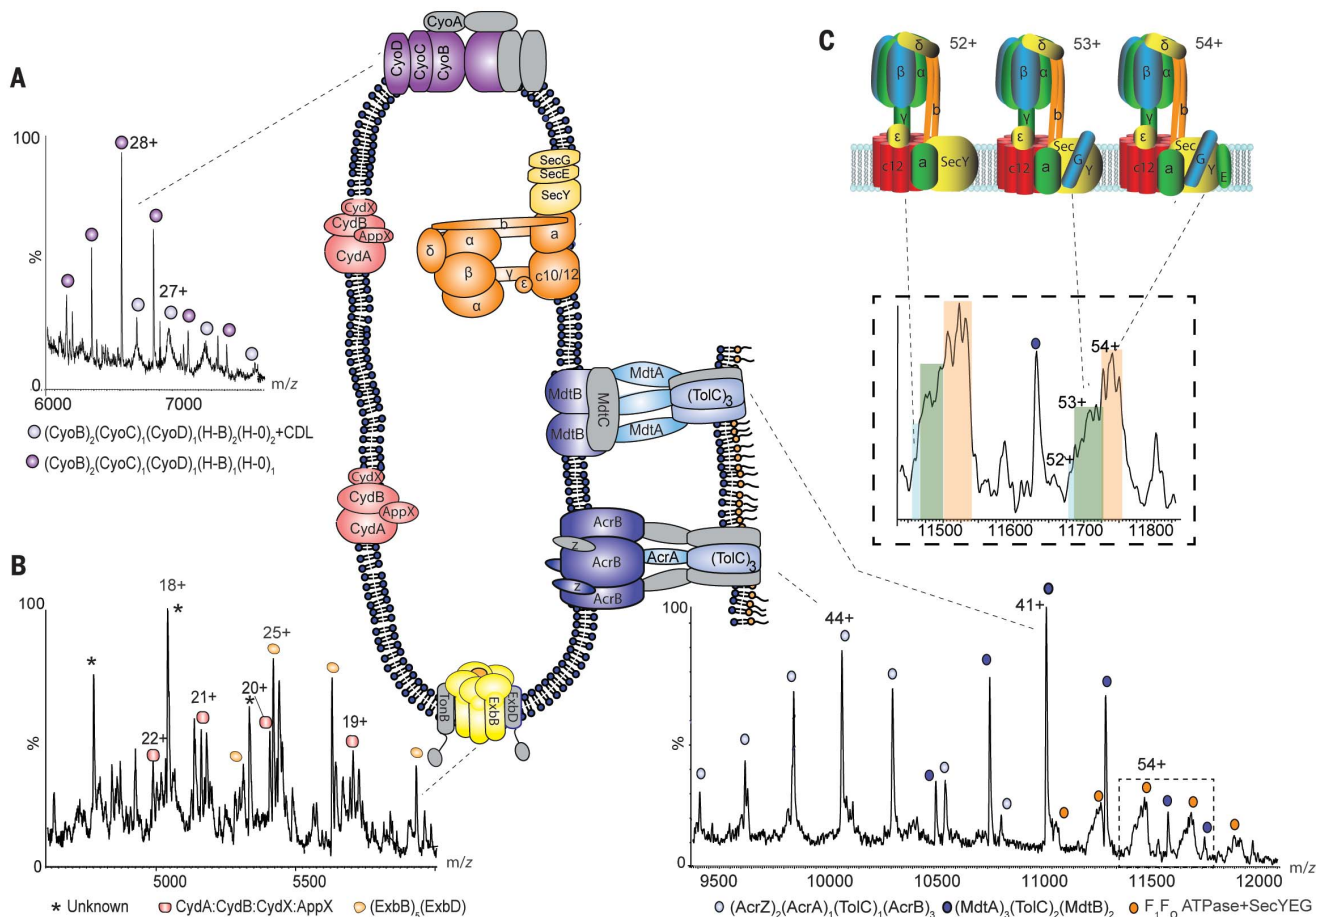 A
100
%
0
28+
27+
6000
7000
m/z
(CyoB)2(CyoC)1(CyoD)1(H-B)2(H-0)2+CDL
(CyoB)2(CyoC)1(CyoD)1(H-B)1(H-0)1
CyoA
CyoD
CyoC
CyoB
SecG
SecE
SecY
b
a
δ
α
β
γ
ε
α
c10/12
CydX
CydB
AppX
CydA
MdtA
MdtB
MdtC
(TolC)3
MdtB
MdtA
CydX
CydB
AppX
CydA
AcrB
z
AcrB
AcrA
(TolC)3
z
AcrB
TonB
ExbB
ExbD
B
100
%
0
18+
*
*
22+
21+
20+
*
25+
19+
5000
5500
m/z
* Unknown
CydA:CydB:CydX:AppX
(ExbB)5(ExbD)
C
52+
53+
54+
δ
β
α
b
γ
ε
c12
a
SecY
δ
β
α
b
γ
ε
c12
a
Sec
G
Y
δ
β
α
b
γ
ε
c12
a
Sec
G
Y
E
52+
53+
54+
11500
11600
11700
11800
100
%
0
44+
41+
54+
9500
10000
10500
11000
11500
12000
m/z
(AcrZ)2(AcrA)1(TolC)1(AcrB)3
(MdtA)3(TolC)2(MdtB)2
F1FO ATPase+SecYEG